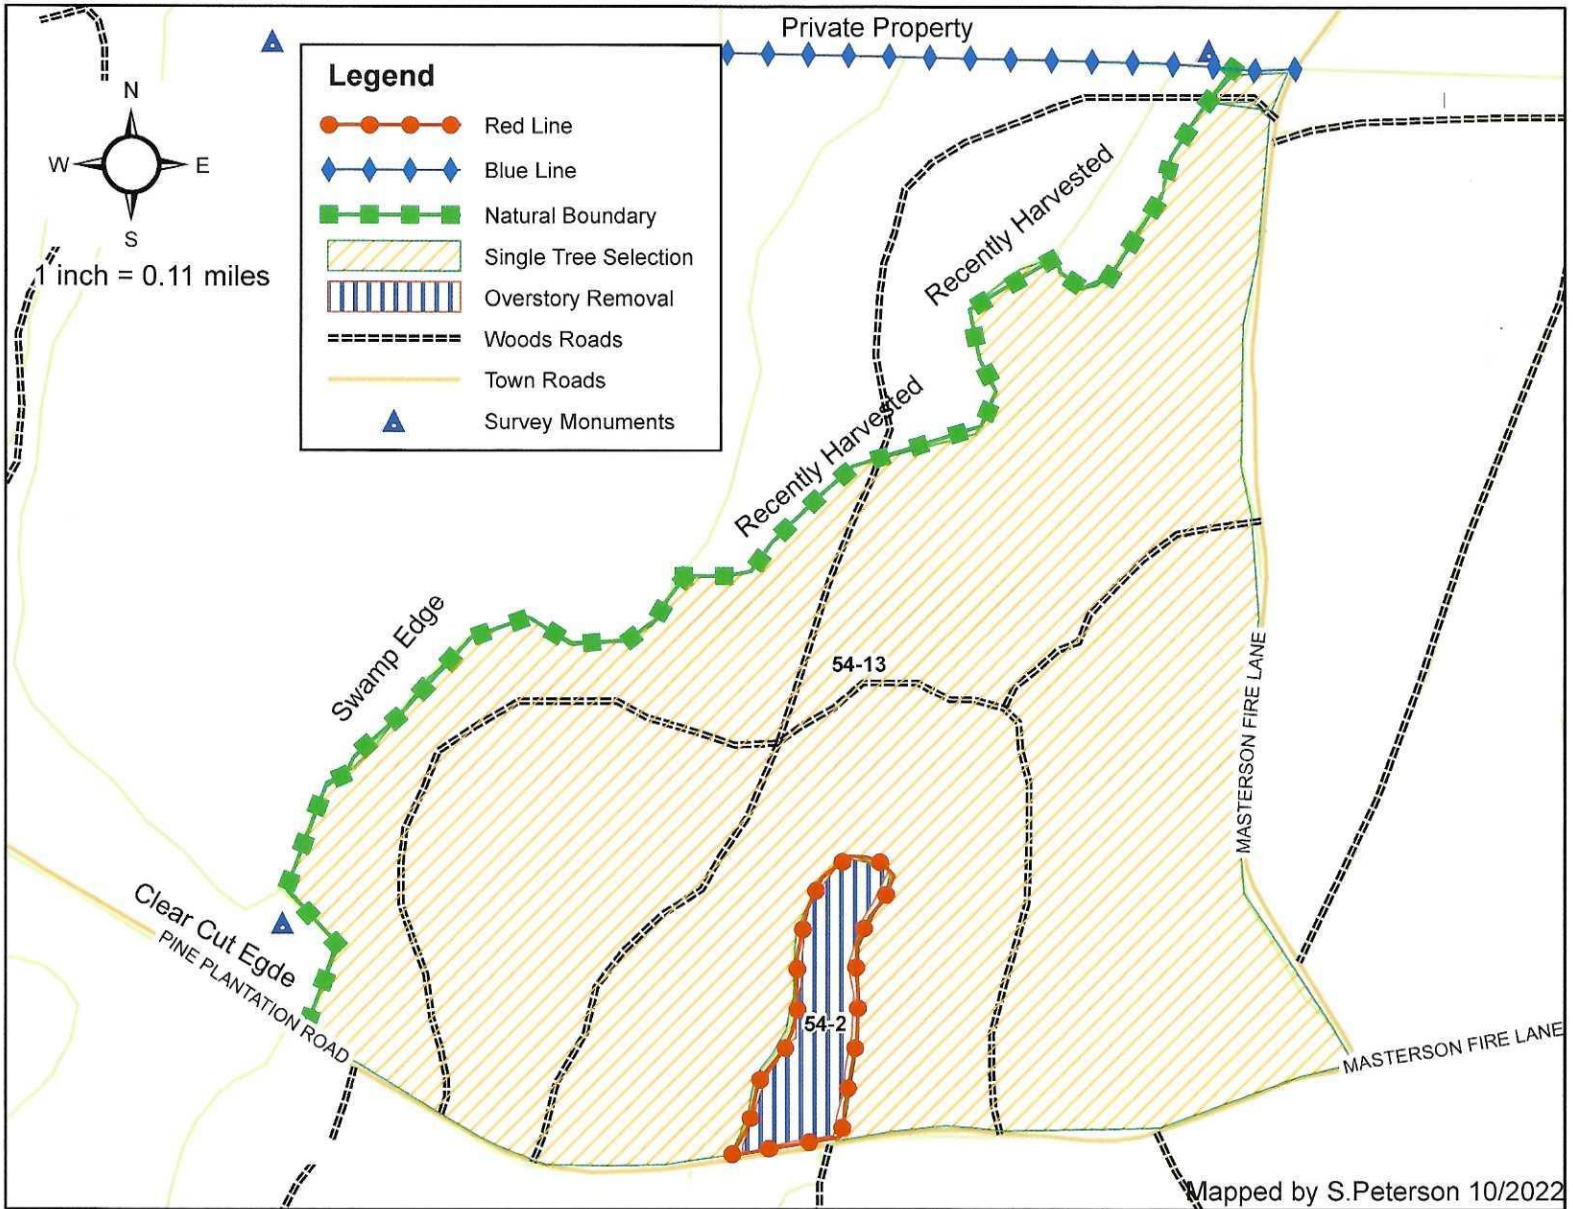 Private Property
Legend
Red Line
Blue Line
Natural Boundary
Single Tree Selection
Overstory Removal
Woods Roads
Town Roads
Survey Monuments
N
W
E
S
1 inch = 0.11 miles
Recently Harvested
Recently Harvested
Swamp Edge
54-13
MASTERSON FIRE LANE
Clear Cut Egde
PINE PLANTATION ROAD
54-2
MASTERSON FIRE LANE
Mapped by S.Peterson 10/2022